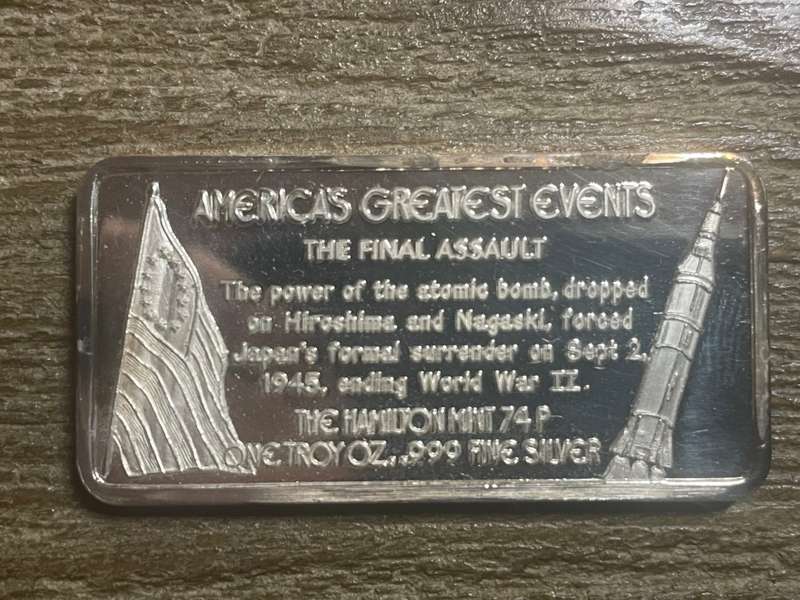 AMERICA'S GREATEST EVENTS
THE FINAL ASSAULT
The power of the atomic bomb, dropped
on Hiroshima and Nagaski, forced
Japan's formal surrender on Sept 2,
1945, ending World War II.
THE HAMILTON MINT 74 P
ONE TROY OZ., .999 FINE SILVER